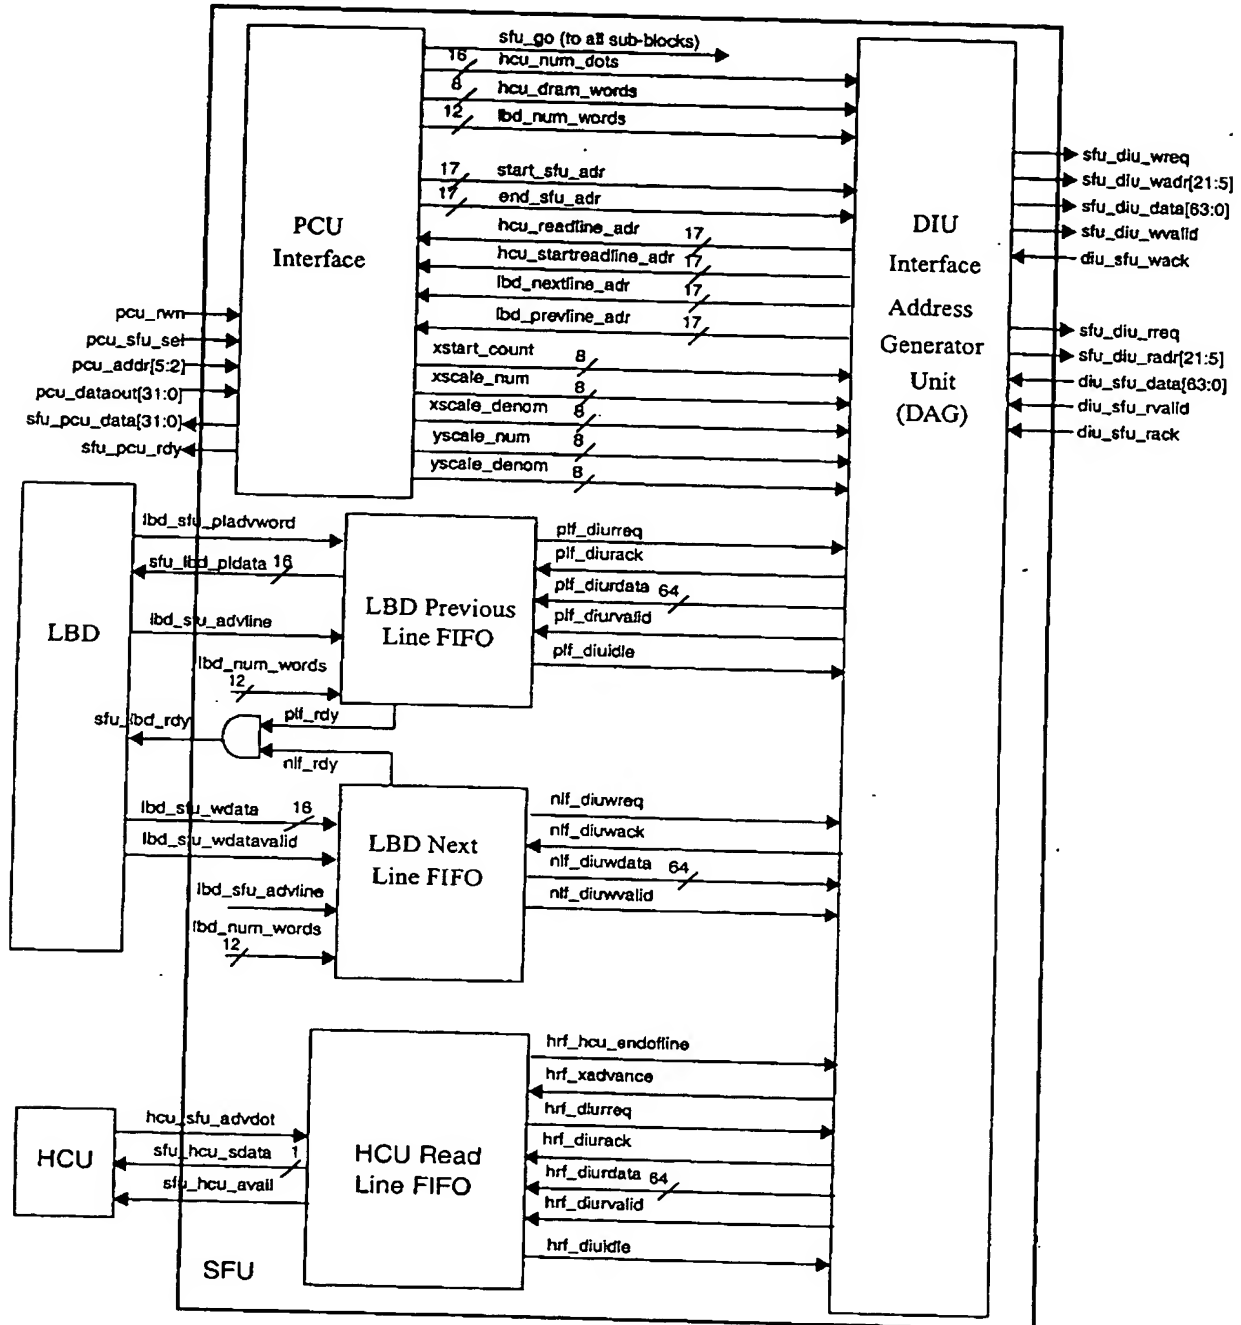 sfu_go (to all sub-blocks)
16
hcu_num_dots
8
hcu_dram_words
12
lbd_num_words
17
start_sfu_adr
17
end_sfu_adr
hcu_readline_adr
17
hcu_startreadline_adr
17
lbd_nextline_adr
17
lbd_prevline_adr
17
xstart_count
8
xscale_num
8
xscale_denom
8
yscale_num
8
yscale_denom
8
PCU
Interface
DIU
Interface
Address
Generator
Unit
(DAG)
sfu_diu_wreq
sfu_diu_wadr[21:5]
sfu_diu_data[63:0]
sfu_diu_wvalid
diu_sfu_wack
sfu_diu_rreq
sfu_diu_radr[21:5]
diu_sfu_data[63:0]
diu_sfu_rvalid
diu_sfu_rack
pcu_rwn
pcu_sfu_sel
pcu_addr[5:2]
pcu_dataout[31:0]
sfu_pcu_data[31:0]
sfu_pcu_rdy
LBD
lbd_sfu_pladvword
sfu_lbd_pldata 16
lbd_sfu_advline
lbd_num_words
12
LBD Previous
Line FIFO
plf_diurreq
plf_diurack
plf_diurdata 64
plf_diurvalid
plf_diuidle
sfu_lbd_rdy
plf_rdy
nlf_rdy
lbd_sfu_wdata 16
lbd_sfu_wdatavalid
lbd_sfu_advline
lbd_num_words
12
LBD Next
Line FIFO
nlf_diuwreq
nlf_diuwack
nlf_diuwdata 64
nlf_diuwvalid
HCU
hcu_sfu_advdot
sfu_hcu_sdata 1
sfu_hcu_avail
HCU Read
Line FIFO
hrf_hcu_endofline
hrf_xadvance
hrf_diurreq
hrf_diurack
hrf_diurdata 64
hrf_diurvalid
hrf_diuidle
SFU